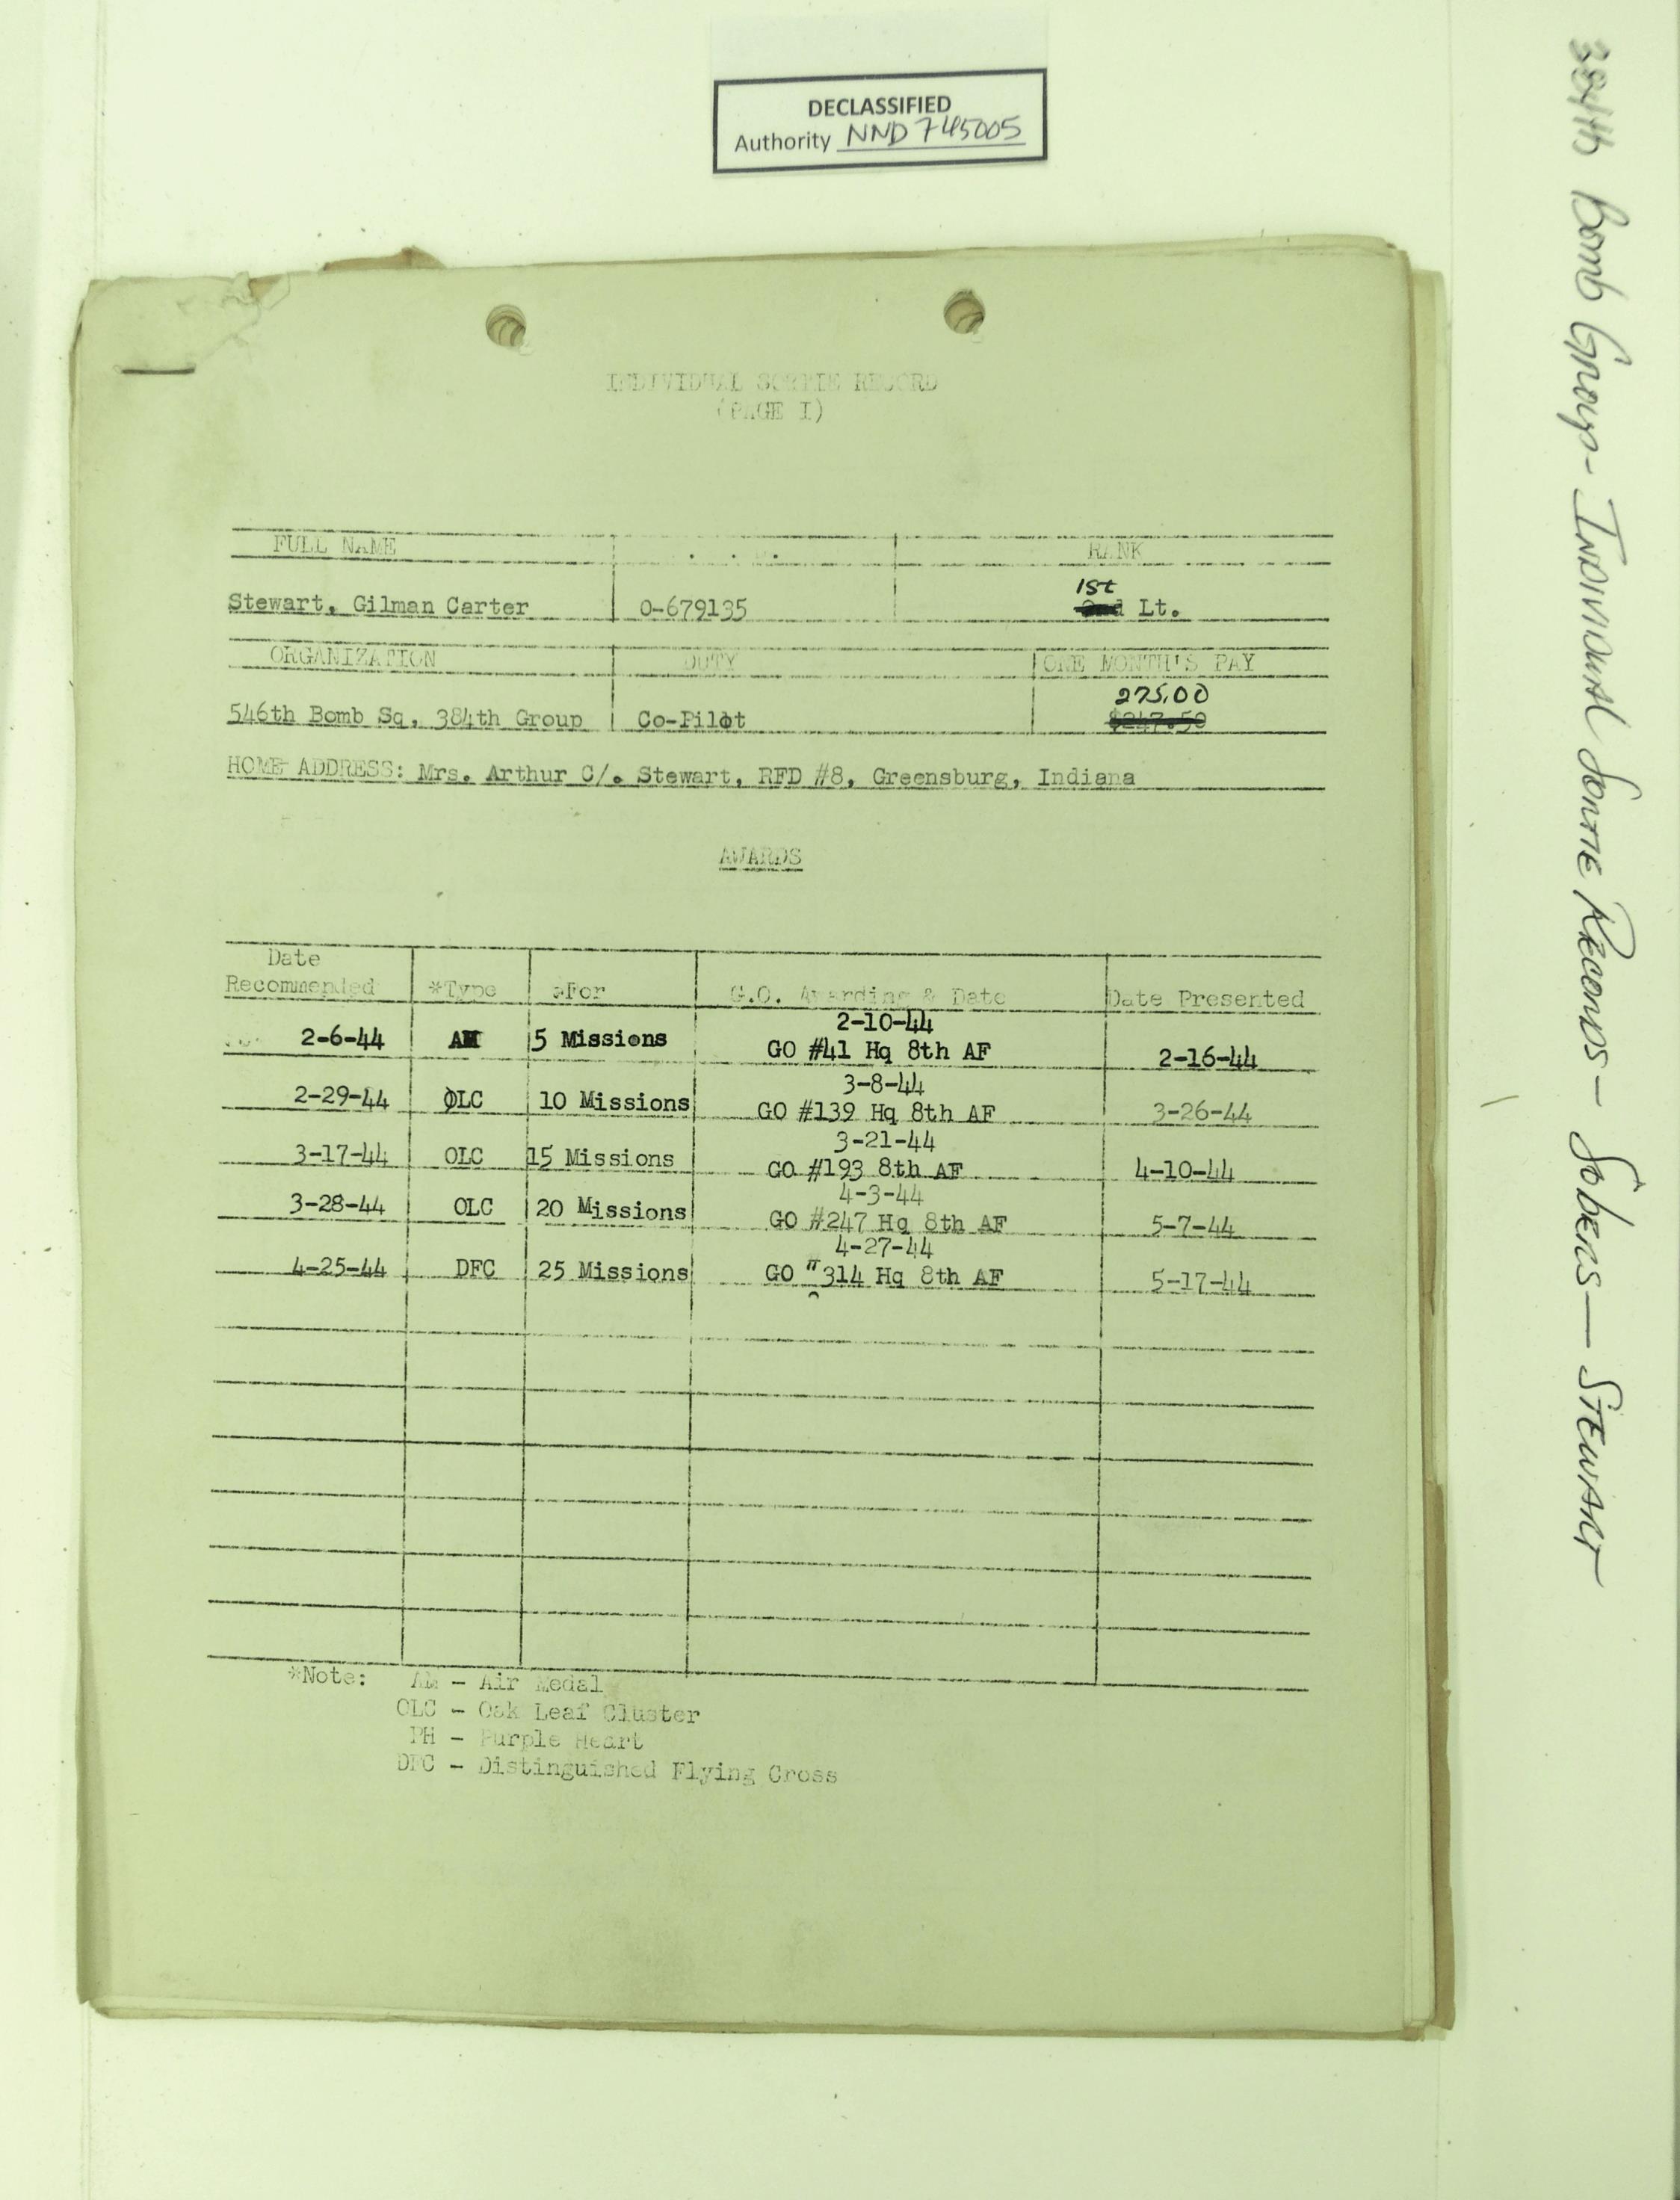 DECLASSIFIED
Authority NND 745005
384th Bomb Group - Individual Sortie Records - Sobers - Stewart
INDIVIDUAL SORTIE RECORD
(PAGE I)
FULL NAME RANK
1st
Stewart, Gilman Carter O-679135 2nd Lt.
ORGANIZATION DUTY ONE MONTH'S PAY
275.00
546th Bomb Sq, 384th Group Co-Pilot $247.50
HOME ADDRESS: Mrs. Arthur C/. Stewart, RFD #8, Greensburg, Indiana
AWARDS
Date
Recommended *Type *For G.O. Awarding & Date Date Presented
2-10-44
2-6-44 AM 5 Missions GO #41 Hq 8th AF 2-16-44
3-8-44
2-29-44 OLC 10 Missions GO #139 Hq 8th AF 3-26-44
3-21-44
3-17-44 OLC 15 Missions GO #193 8th AF 4-10-44
4-3-44
3-28-44 OLC 20 Missions GO #247 Hq 8th AF 5-7-44
4-27-44
4-25-44 DFC 25 Missions GO #314 Hq 8th AF 5-17-44
*Note: AM - Air Medal
OLC - Oak Leaf Cluster
PH - Purple Heart
DFC - Distinguished Flying Cross